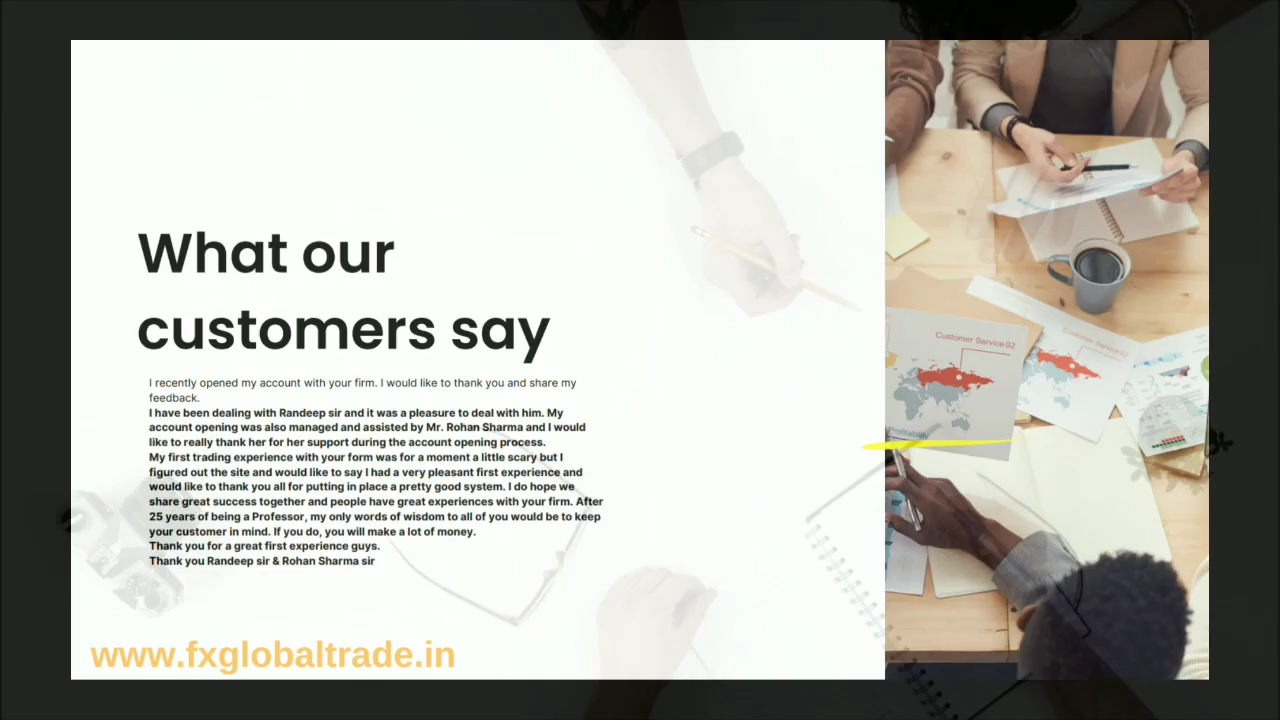 What our
customers say
I recently opened my account with your firm. I would like to thank you and share my
feedback.
I have been dealing with Randeep sir and it was a pleasure to deal with him. My
account opening was also managed and assisted by Mr. Rohan Sharma and I would
like to really thank her for her support during the account opening process.
My first trading experience with your form was for a moment a little scary but I
figured out the site and would like to say I had a very pleasant first experience and
would like to thank you all for putting in place a pretty good system. I do hope we
share great success together and people have great experiences with your firm. After
25 years of being a Professor, my only words of wisdom to all of you would be to keep
your customer in mind. If you do, you will make a lot of money.
Thank you for a great first experience guys.
Thank you Randeep sir & Rohan Sharma sir
www.fxglobaltrade.in
Customer Service 02
Customer Service 02
Profitability